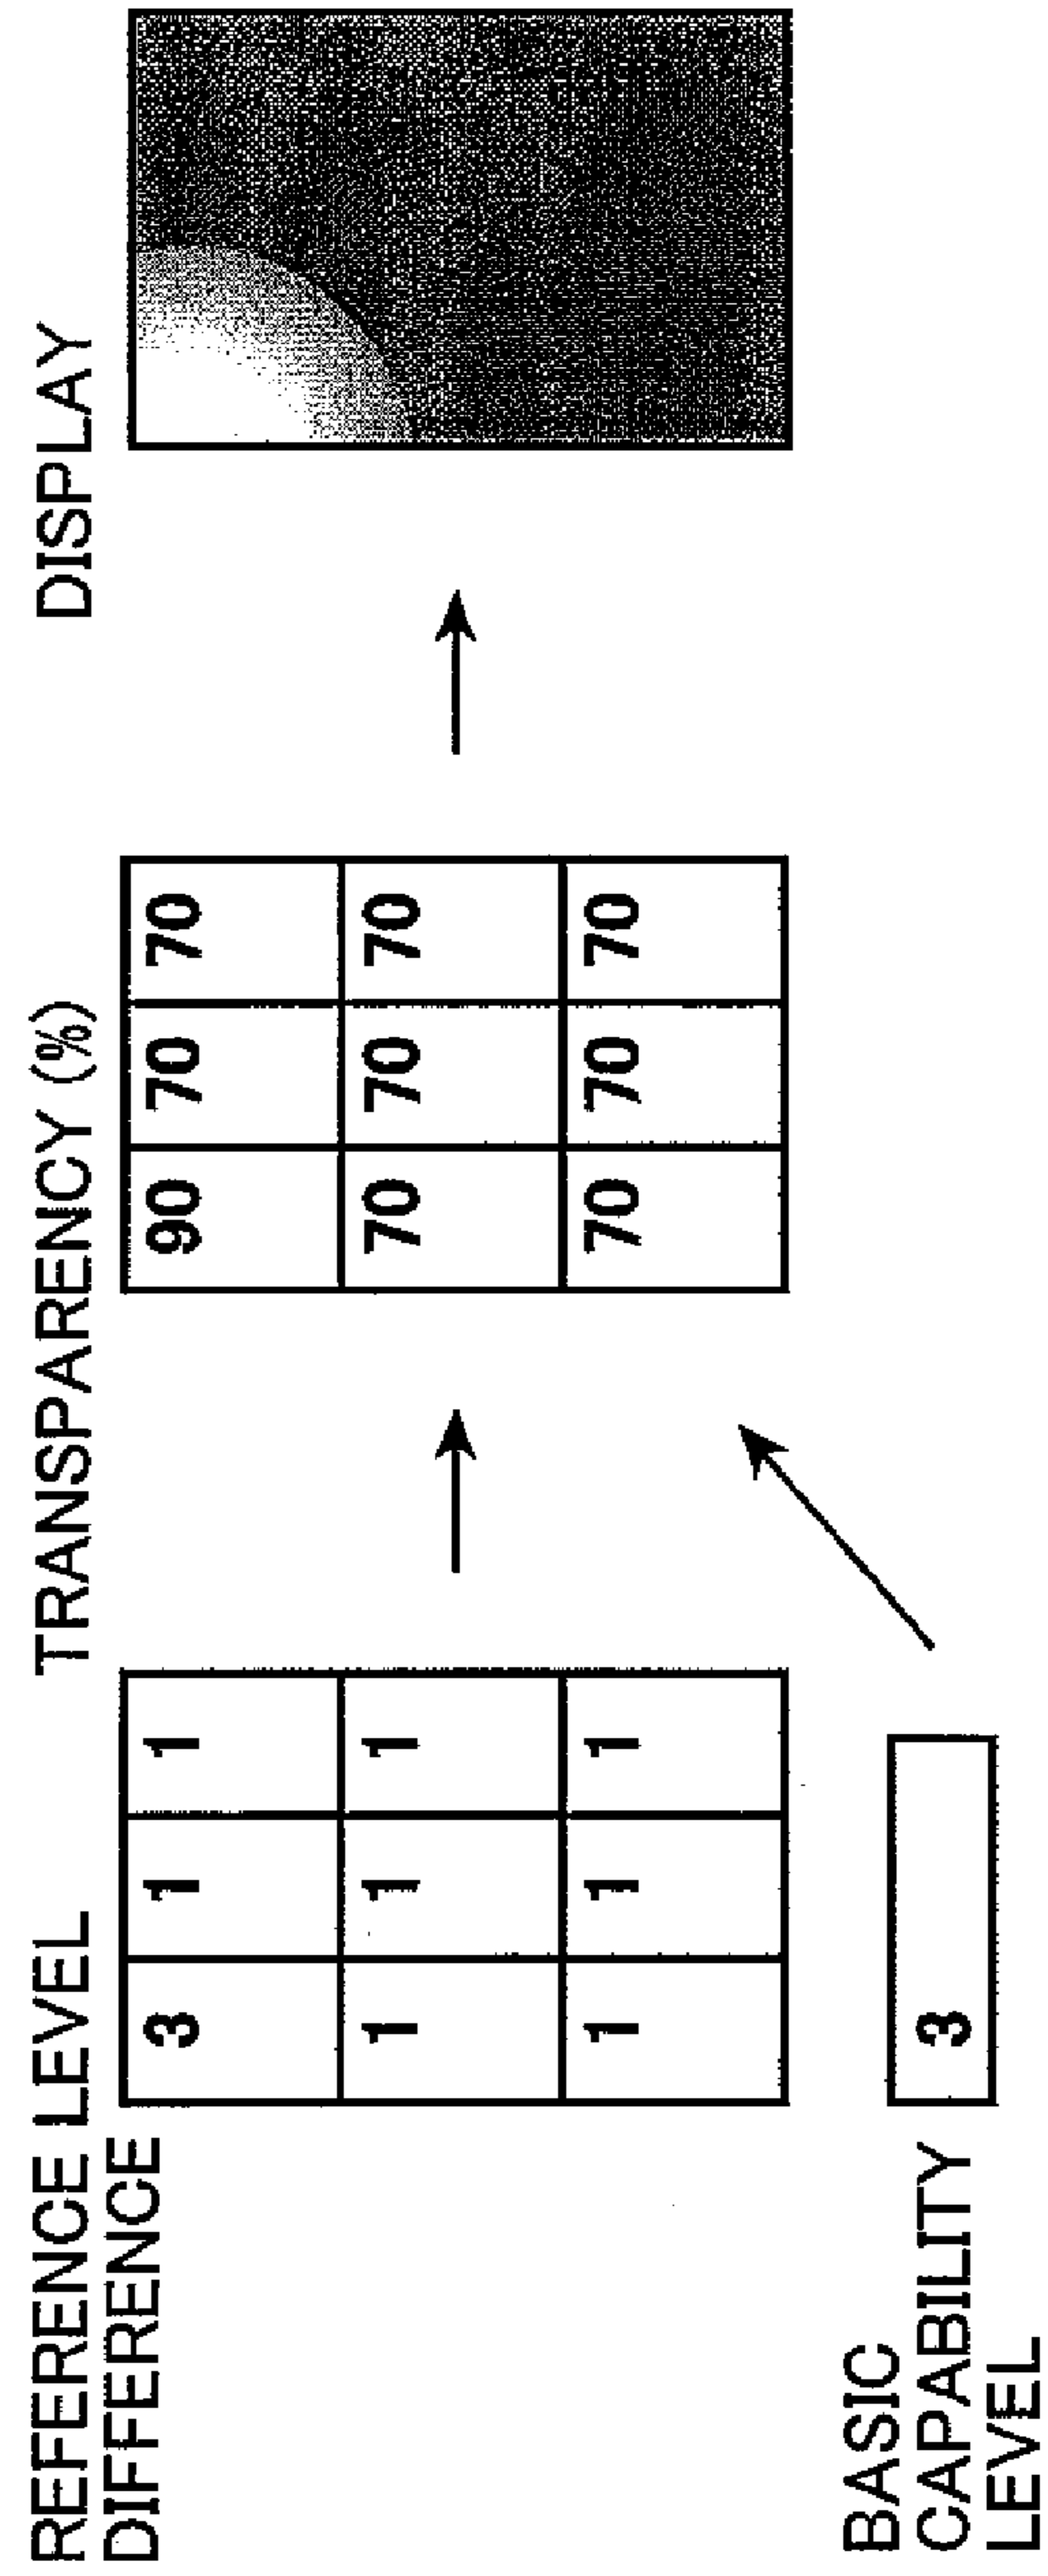 REFERENCE LEVEL
DIFFERENCE
3 1 1
1 1 1
1 1 1
BASIC
CAPABILITY
LEVEL
3
TRANSPARENCY (%)
90 70 70
70 70 70
70 70 70
DISPLAY